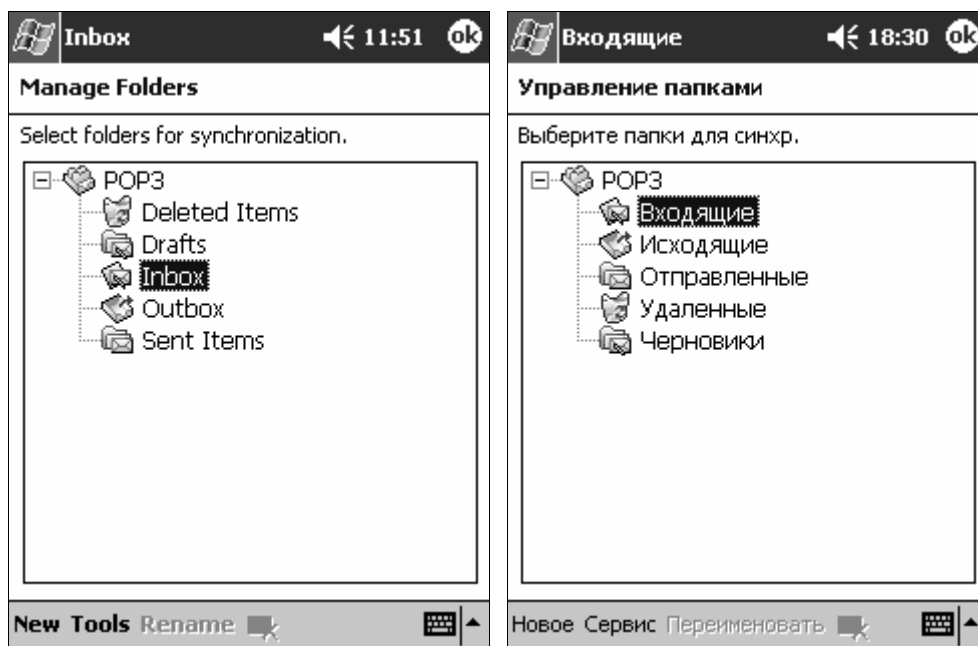 Inbox 11:51 ok
Manage Folders
Select folders for synchronization.
POP3
Deleted Items
Drafts
Inbox
Outbox
Sent Items
New Tools Rename
Входящие 18:30 ok
Управление папками
Выберите папки для синхр.
POP3
Входящие
Исходящие
Отправленные
Удаленные
Черновики
Новое Сервис Переименовать